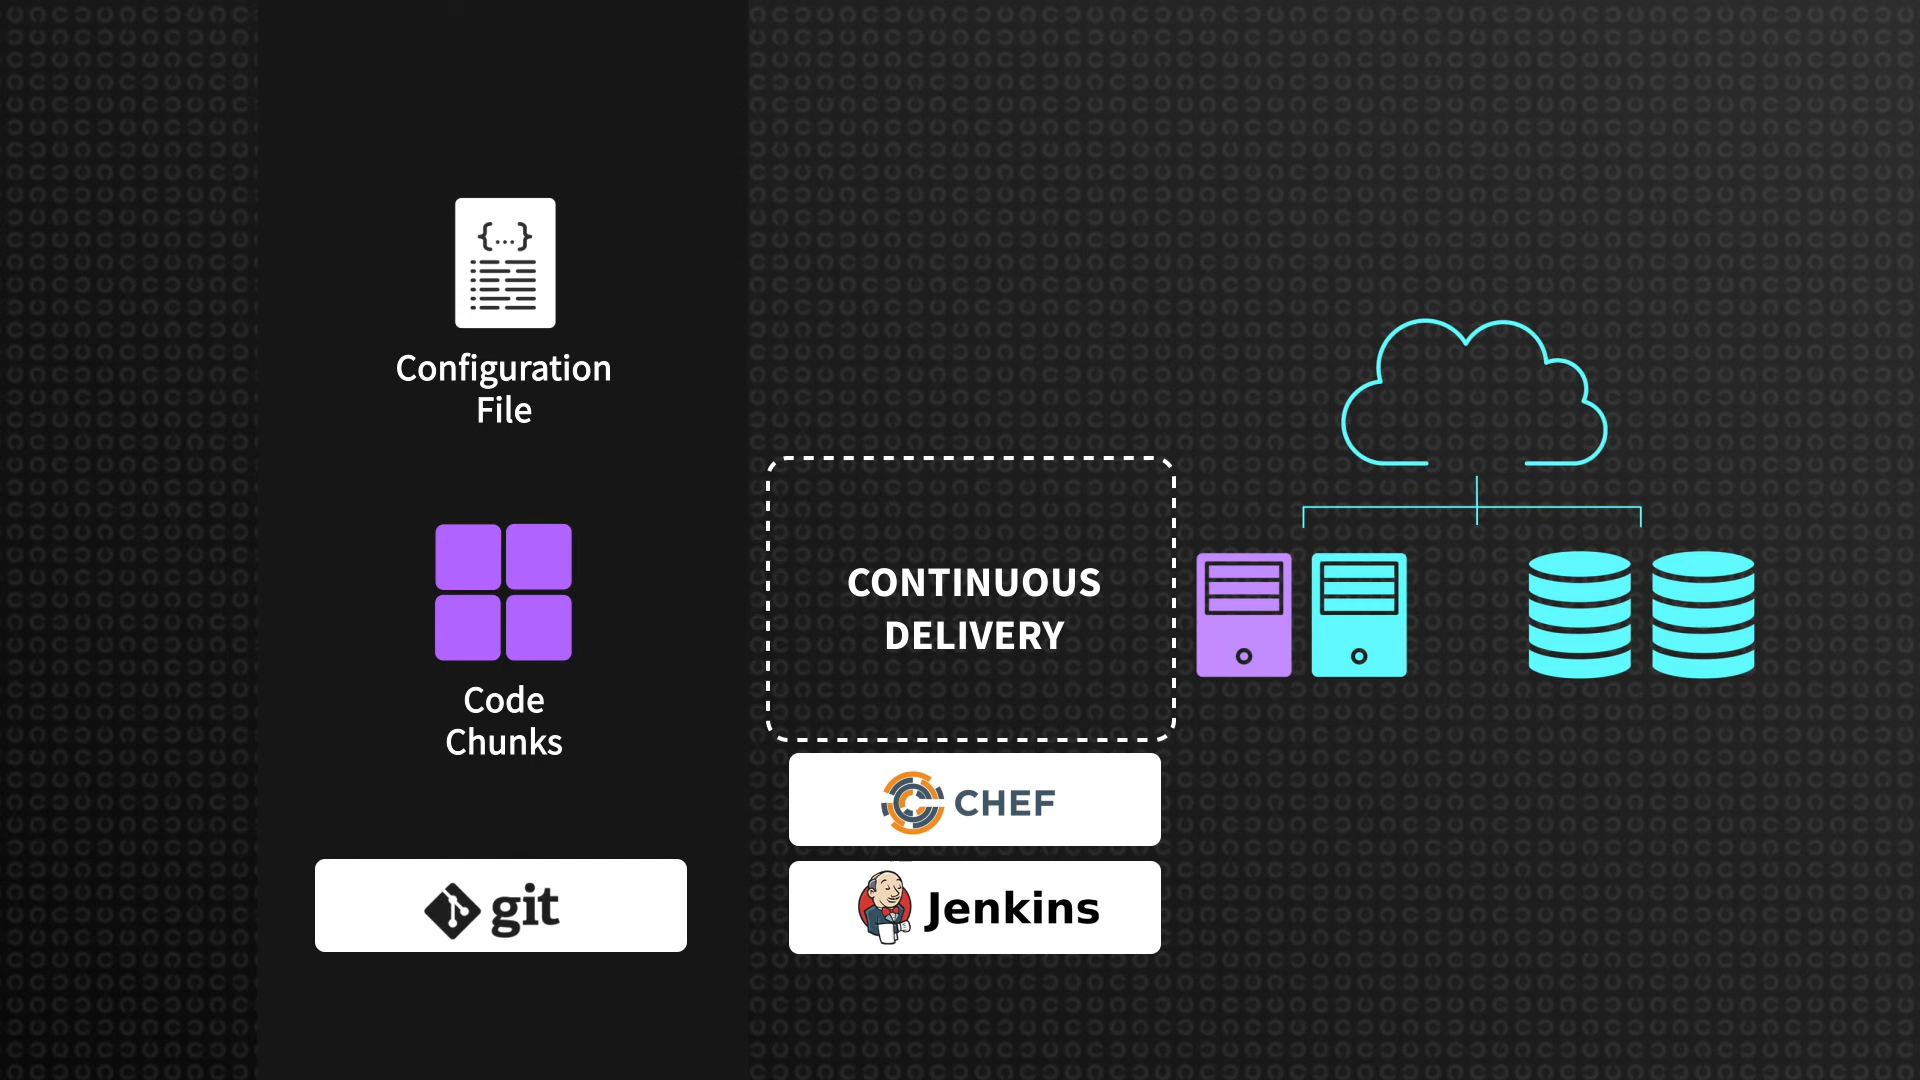 {...}
Configuration
File
Code
Chunks
git
CONTINUOUS
DELIVERY
CHEF
Jenkins